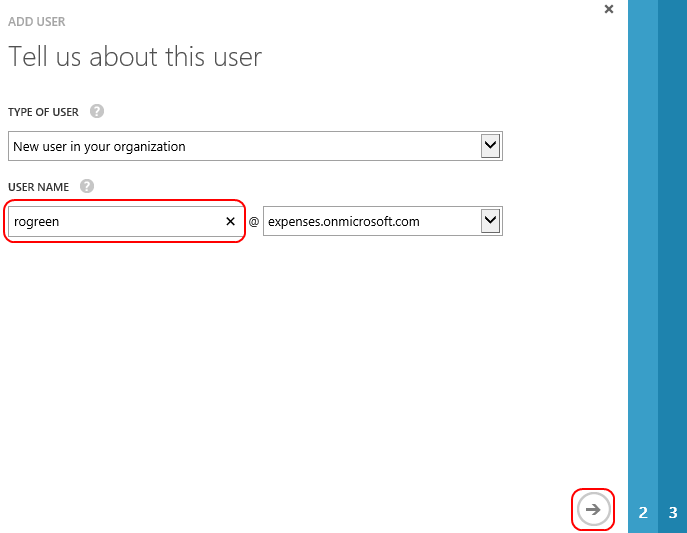 ADD USER
Tell us about this user
TYPE OF USER ?
New user in your organization
USER NAME ?
rogreen @ expenses.onmicrosoft.com
2 3